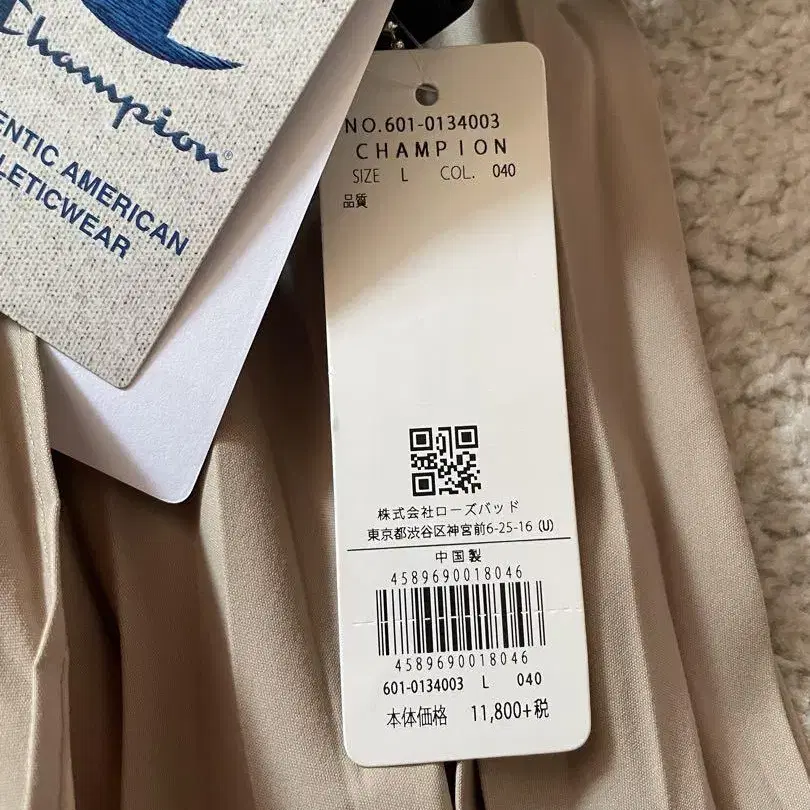 Champion®
ENTIC AMERICAN
LETICWEAR
NO.601-0134003
CHAMPION
SIZE L COL. 040
品質
株式会社ローズバッド
東京都渋谷区神宮前6-25-16 (U)
中国製
4589690018046
4589690018046
601-0134003 L 040
本体価格 11,800+税